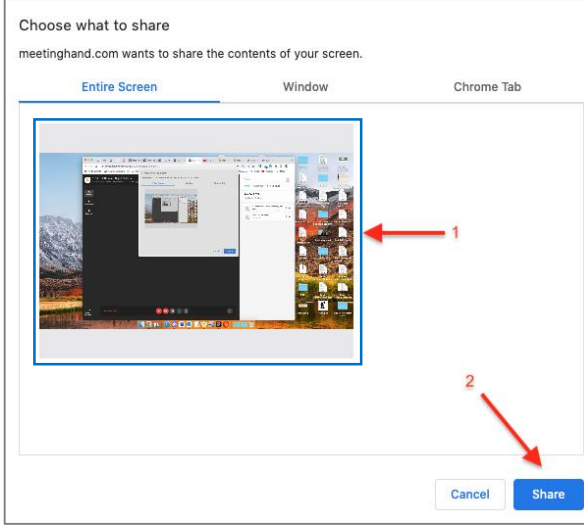 Choose what to share
meetinghand.com wants to share the contents of your screen.
Entire Screen Window Chrome Tab
1
2
Cancel Share